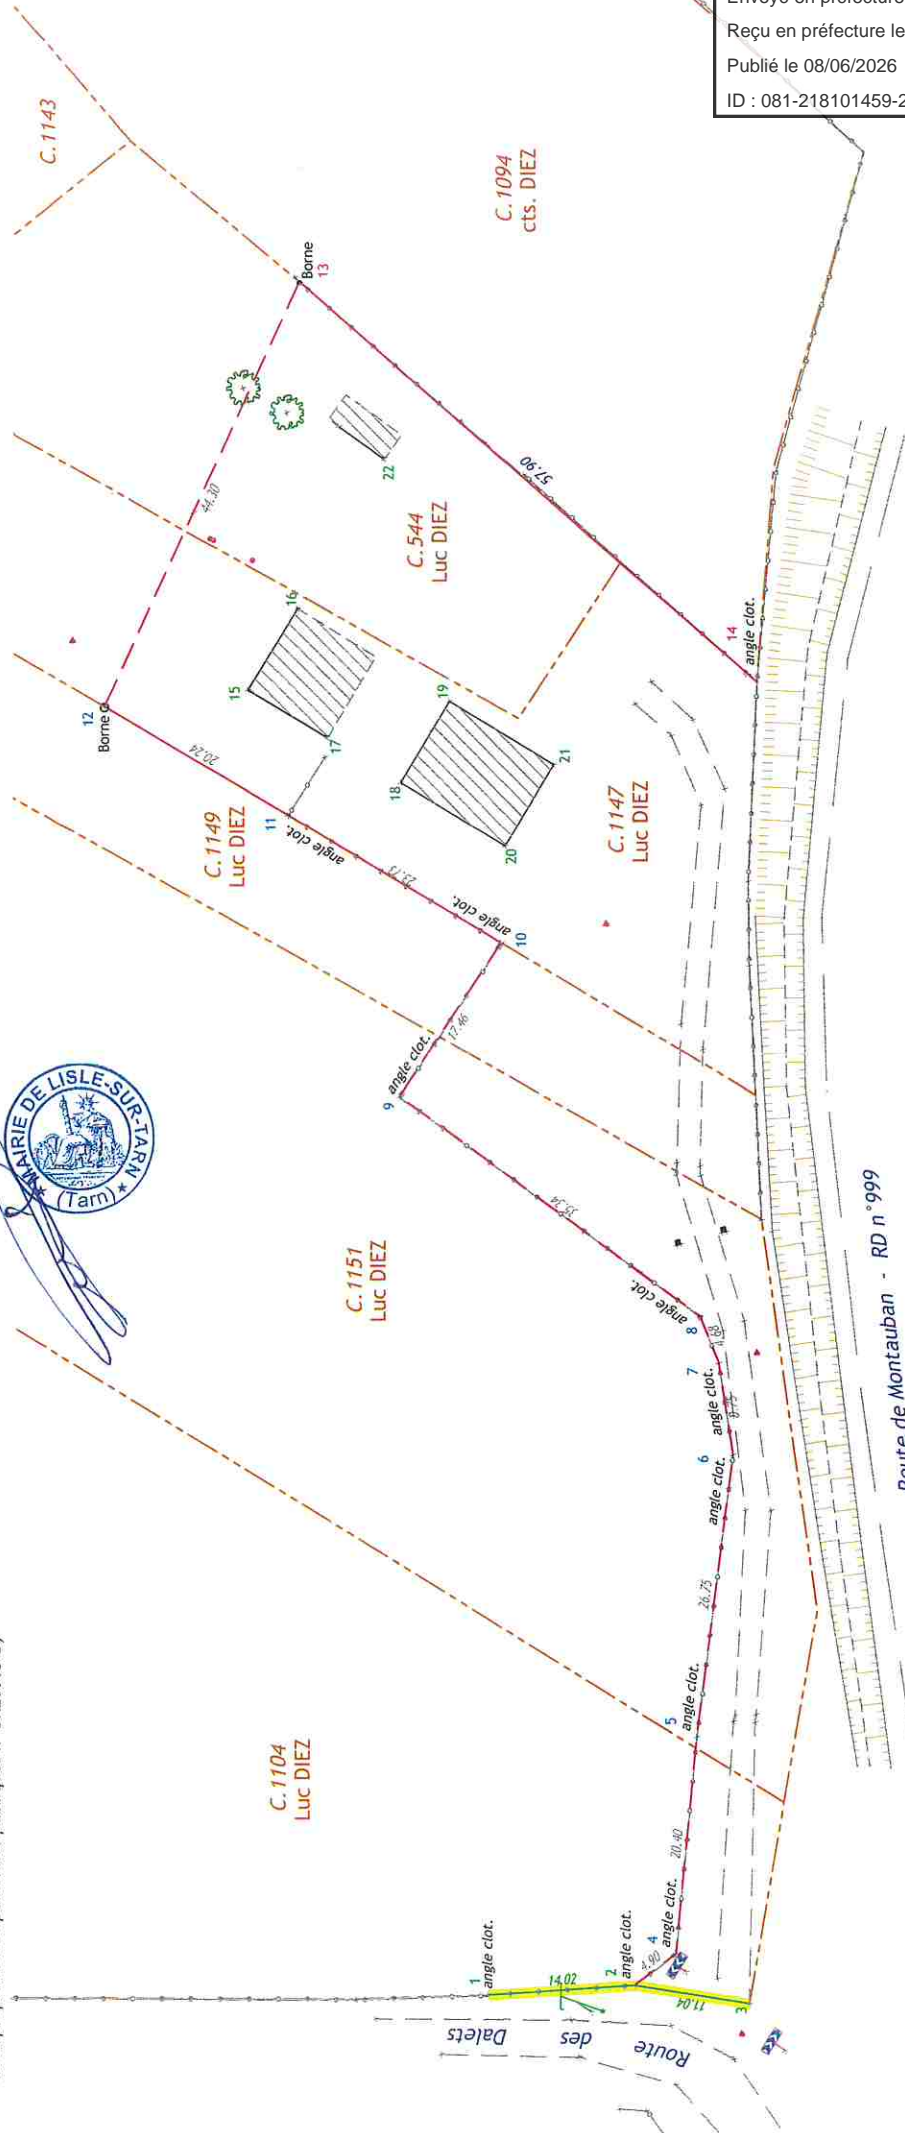 Reçu en préfecture le
Publié le 08/06/2026
ID : 081-218101459-2
C.1143
C.1094
cts. DIEZ
Borne
13
44.30
22
C.544
Luc DIEZ
57.90
16
15
12
Borne
17
20.24
19
14
angle clot.
18
21
11
angle clot.
C.1149
Luc DIEZ
20
C.1147
Luc DIEZ
angle clot.
10
17.46
angle clot.
9
MAIRIE DE LISLE-SUR-TARN
(Tarn)
C.1151
Luc DIEZ
angle clot.
8
4.68
7
angle clot.
6
angle clot.
26.75
5
angle clot.
C.1104
Luc DIEZ
20.40
4
angle clot.
4.90
1
angle clot.
14.02
2
angle clot.
11.04
3
Route des Dalets
Route de Montauban - RD n°999